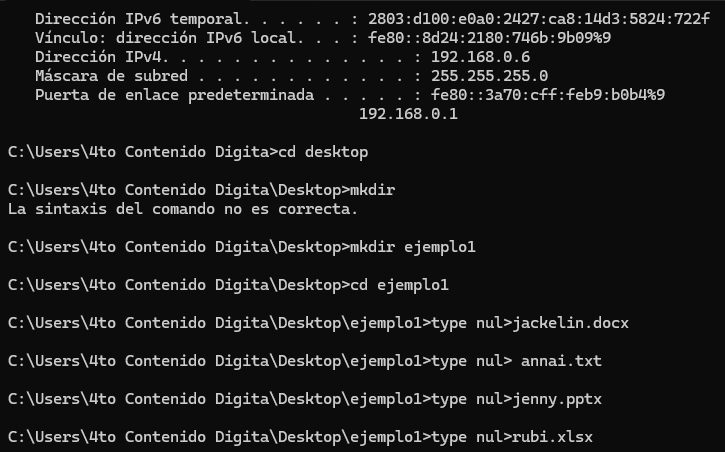 Dirección IPv6 temporal. . . . . . : 2803:d100:e0a0:2427:ca8:14d3:5824:722f
Vínculo: dirección IPv6 local. . . : fe80::8d24:2180:746b:9b09%9
Dirección IPv4. . . . . . . . . . . . . . : 192.168.0.6
Máscara de subred . . . . . . . . . . . . : 255.255.255.0
Puerta de enlace predeterminada . . . . . : fe80::3a70:cff:feb9:b0b4%9
192.168.0.1
C:\Users\4to Contenido Digita>cd desktop
C:\Users\4to Contenido Digita\Desktop>mkdir
La sintaxis del comando no es correcta.
C:\Users\4to Contenido Digita\Desktop>mkdir ejemplo1
C:\Users\4to Contenido Digita\Desktop>cd ejemplo1
C:\Users\4to Contenido Digita\Desktop\ejemplo1>type nul>jackelin.docx
C:\Users\4to Contenido Digita\Desktop\ejemplo1>type nul> annai.txt
C:\Users\4to Contenido Digita\Desktop\ejemplo1>type nul>jenny.pptx
C:\Users\4to Contenido Digita\Desktop\ejemplo1>type nul>rubi.xlsx